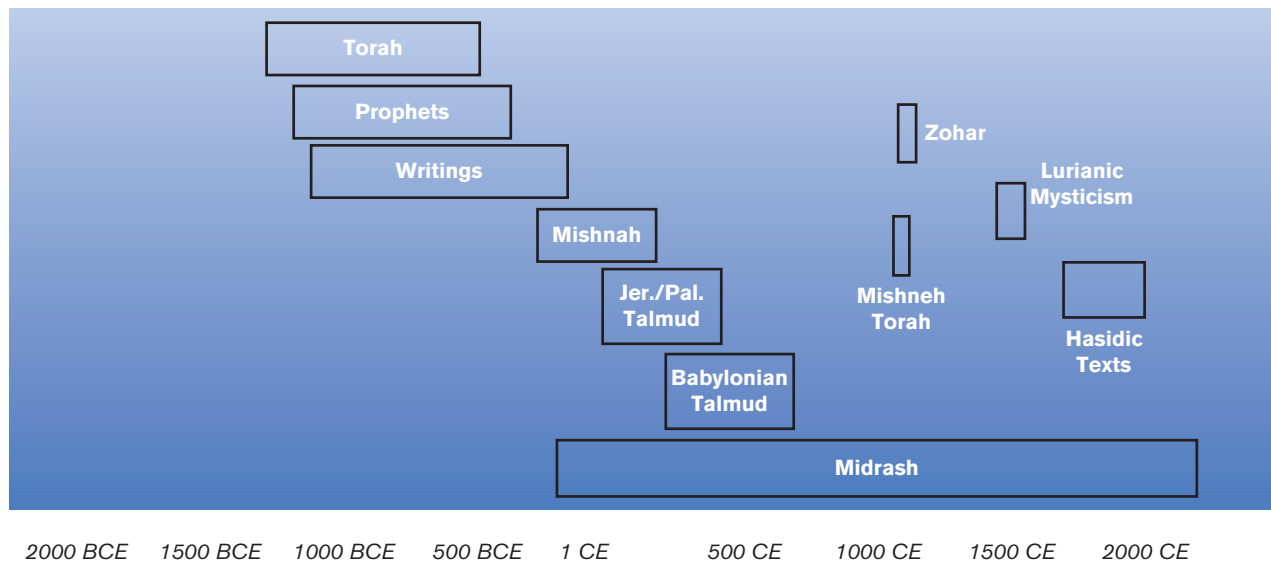 Torah
Prophets
Writings
Mishnah
Jer./Pal.
Talmud
Babylonian
Talmud
Midrash
Zohar
Lurianic
Mysticism
Mishneh
Torah
Hasidic
Texts
2000 BCE 1500 BCE 1000 BCE 500 BCE 1 CE 500 CE 1000 CE 1500 CE 2000 CE